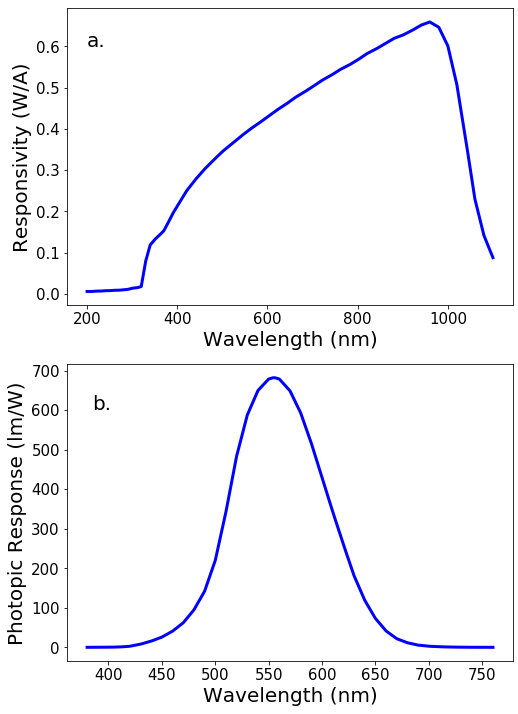 a.
Responsivity (W/A)
0.6
0.5
0.4
0.3
0.2
0.1
0.0
200 400 600 800 1000
Wavelength (nm)
b.
Photopic Response (lm/W)
700
600
500
400
300
200
100
0
400 450 500 550 600 650 700 750
Wavelength (nm)